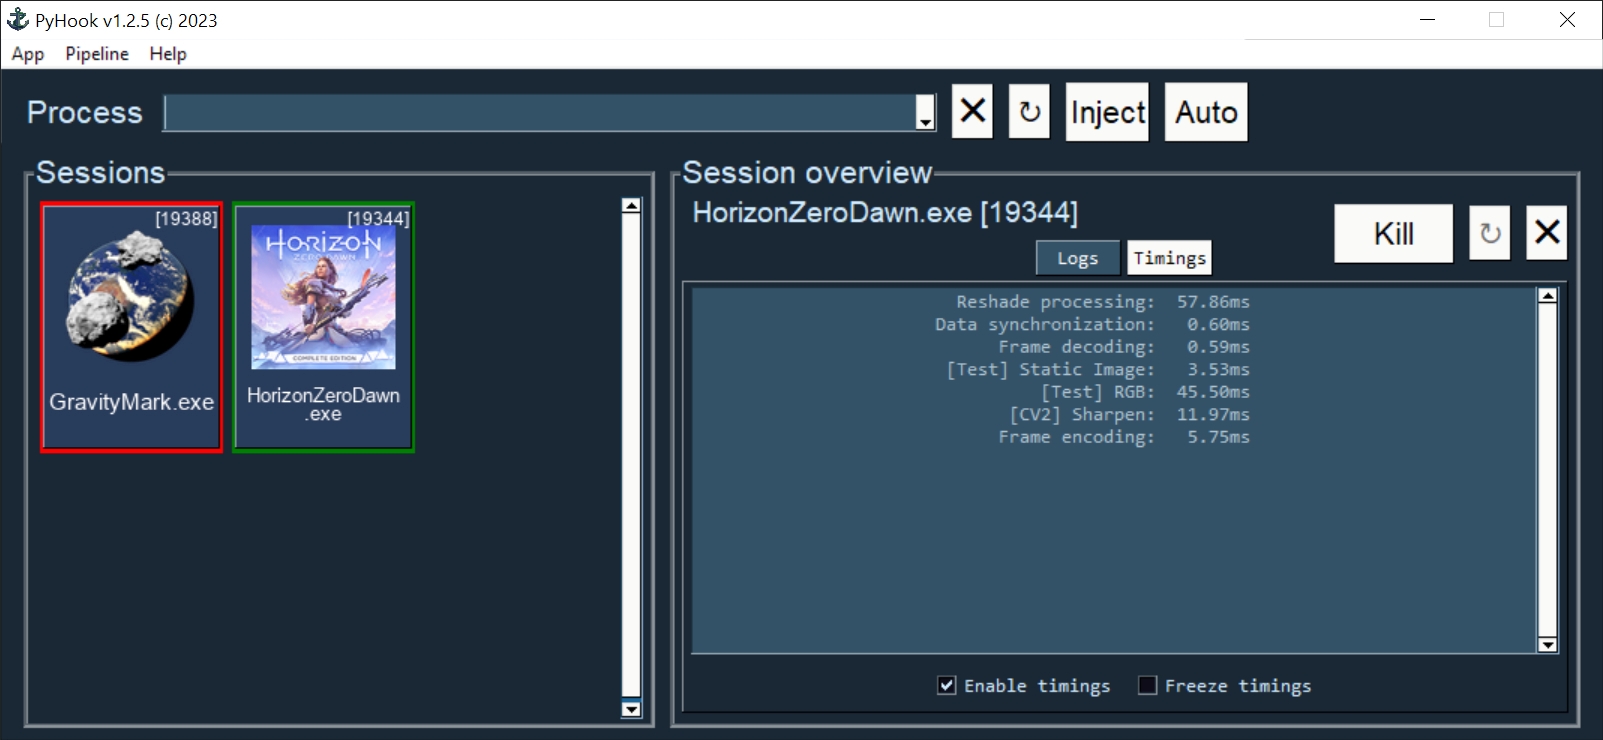 PyHook v1.2.5 (c) 2023
App Pipeline Help
Process ✕ ↻ Inject Auto
Sessions
[19388]
GravityMark.exe
[19344]
HORIZON
ZERO DAWN
COMPLETE EDITION
HorizonZeroDawn
.exe
Session overview
HorizonZeroDawn.exe [19344]
Kill ↻ ✕
Logs Timings
Reshade processing: 57.86ms
Data synchronization: 0.60ms
Frame decoding: 0.59ms
[Test] Static Image: 3.53ms
[Test] RGB: 45.50ms
[CV2] Sharpen: 11.97ms
Frame encoding: 5.75ms
Enable timings Freeze timings